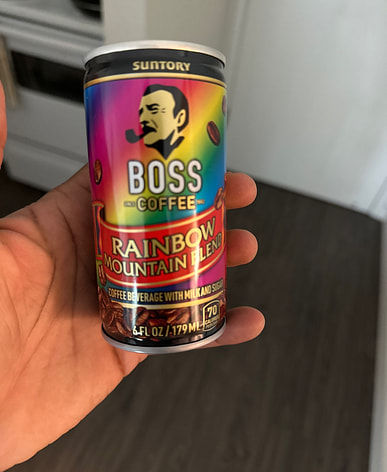 SUNTORY
BOSS
COFFEE
RAINBOW
MOUNTAIN BLEND
COFFEE BEVERAGE WITH MILK AND SUGAR
6 FL OZ / 179 ML
70